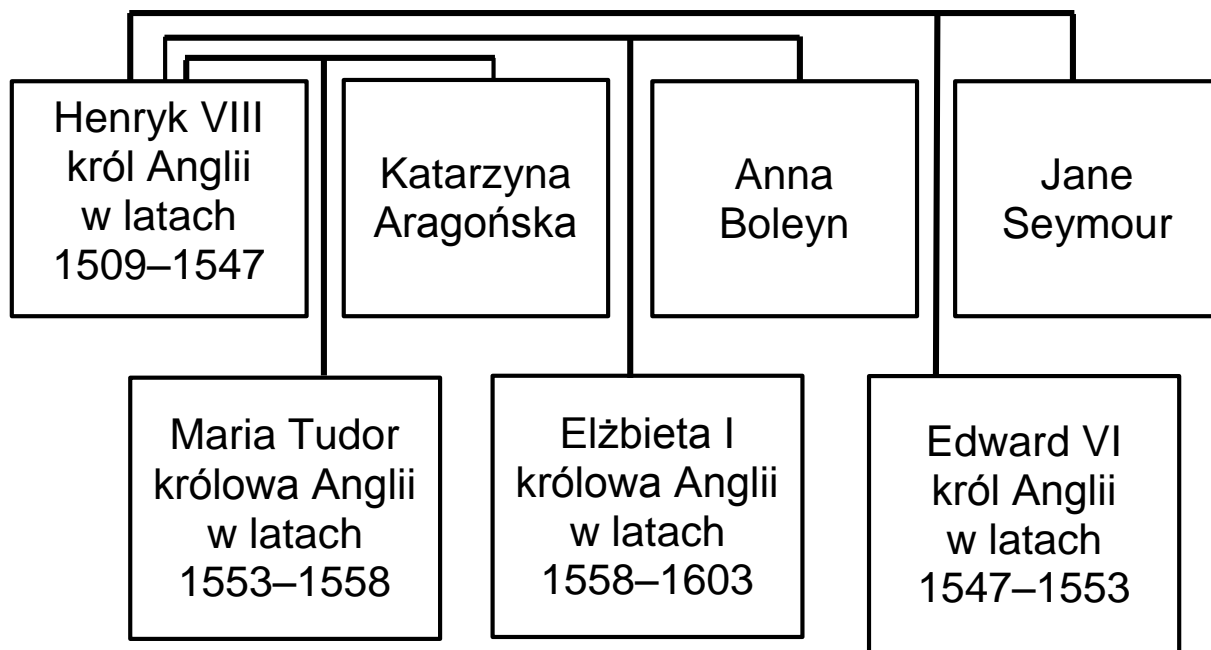 Henryk VIII
król Anglii
w latach
1509–1547
Katarzyna
Aragońska
Anna
Boleyn
Jane
Seymour
Maria Tudor
królowa Anglii
w latach
1553–1558
Elżbieta I
królowa Anglii
w latach
1558–1603
Edward VI
król Anglii
w latach
1547–1553